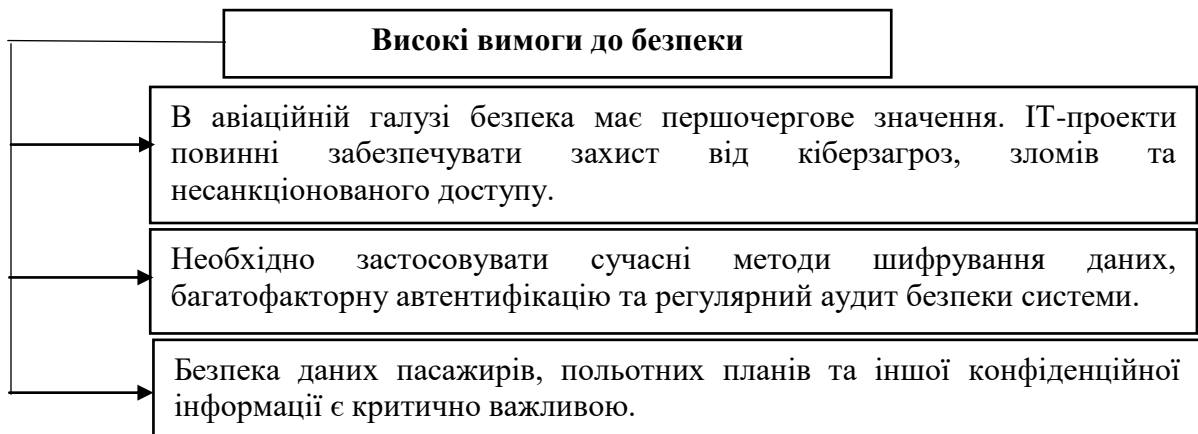 Високі вимоги до безпеки
В авіаційній галузі безпека має першочергове значення. ІТ-проекти
повинні забезпечувати захист від кіберзагроз, зломів та
несанкціонованого доступу.
Необхідно застосовувати сучасні методи шифрування даних,
багатофакторну автентифікацію та регулярний аудит безпеки системи.
Безпека даних пасажирів, польотних планів та іншої конфіденційної
інформації є критично важливою.